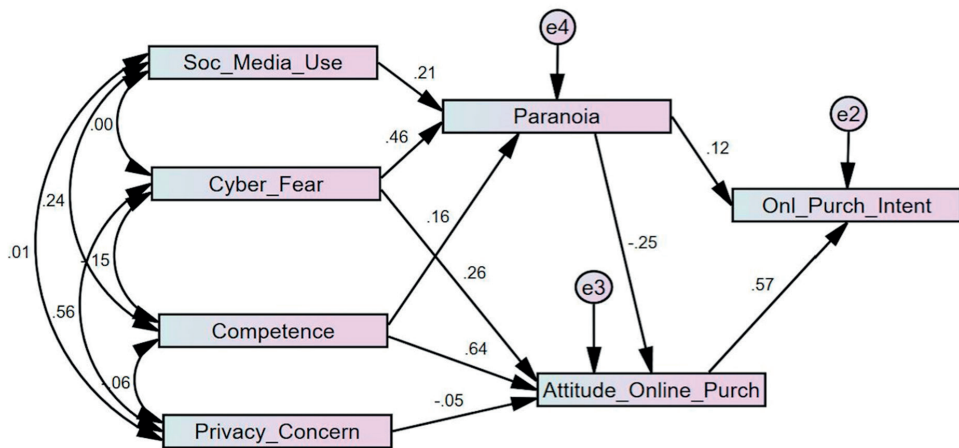 e4
Soc_Media_Use
.21
Paranoia
e2
.00
.46
.12
Cyber_Fear
Onl_Purch_Intent
.24
.16
-.25
.01
-.15
.26
e3
.57
.56
Competence
.64
-.06
Attitude_Online_Purch
-.05
Privacy_Concern